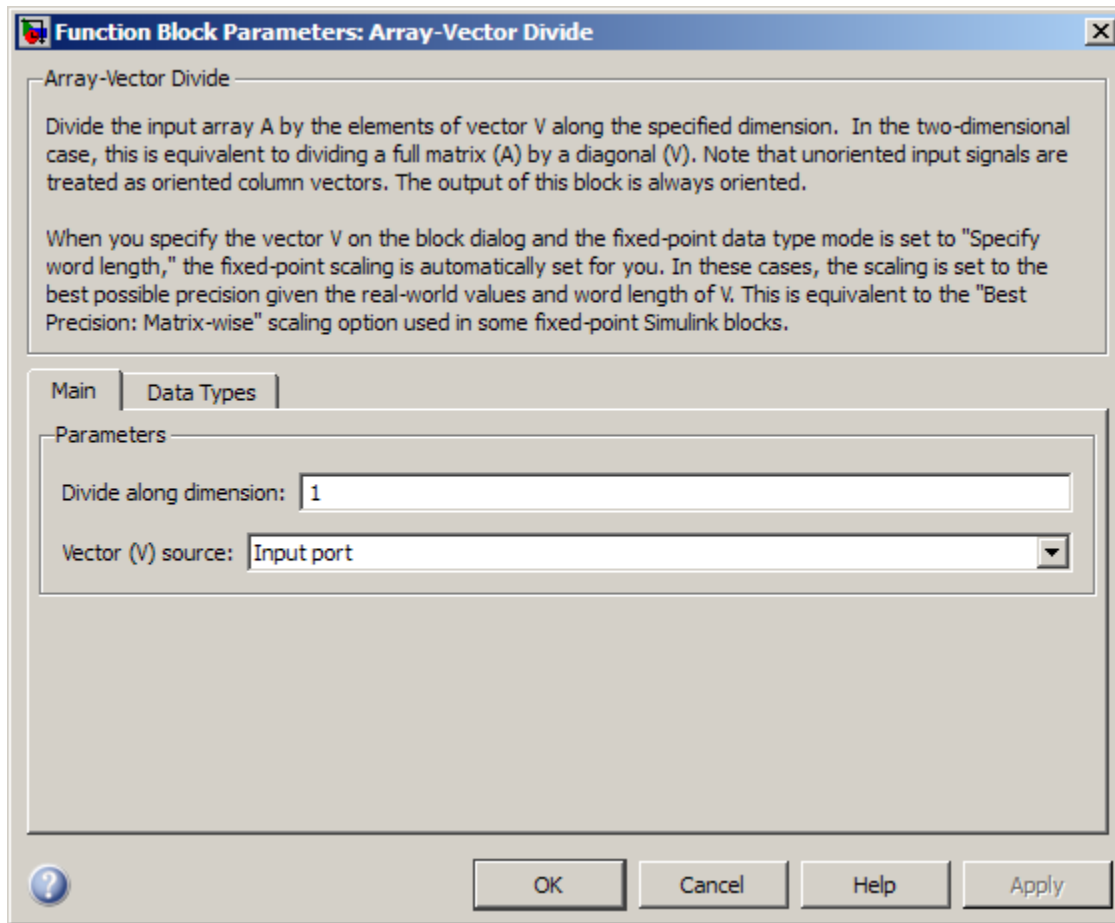 Function Block Parameters: Array-Vector Divide
Array-Vector Divide
Divide the input array A by the elements of vector V along the specified dimension. In the two-dimensional
case, this is equivalent to dividing a full matrix (A) by a diagonal (V). Note that unoriented input signals are
treated as oriented column vectors. The output of this block is always oriented.
When you specify the vector V on the block dialog and the fixed-point data type mode is set to "Specify
word length," the fixed-point scaling is automatically set for you. In these cases, the scaling is set to the
best possible precision given the real-world values and word length of V. This is equivalent to the "Best
Precision: Matrix-wise" scaling option used in some fixed-point Simulink blocks.
Main Data Types
Parameters
Divide along dimension: 1
Vector (V) source: Input port
OK Cancel Help Apply